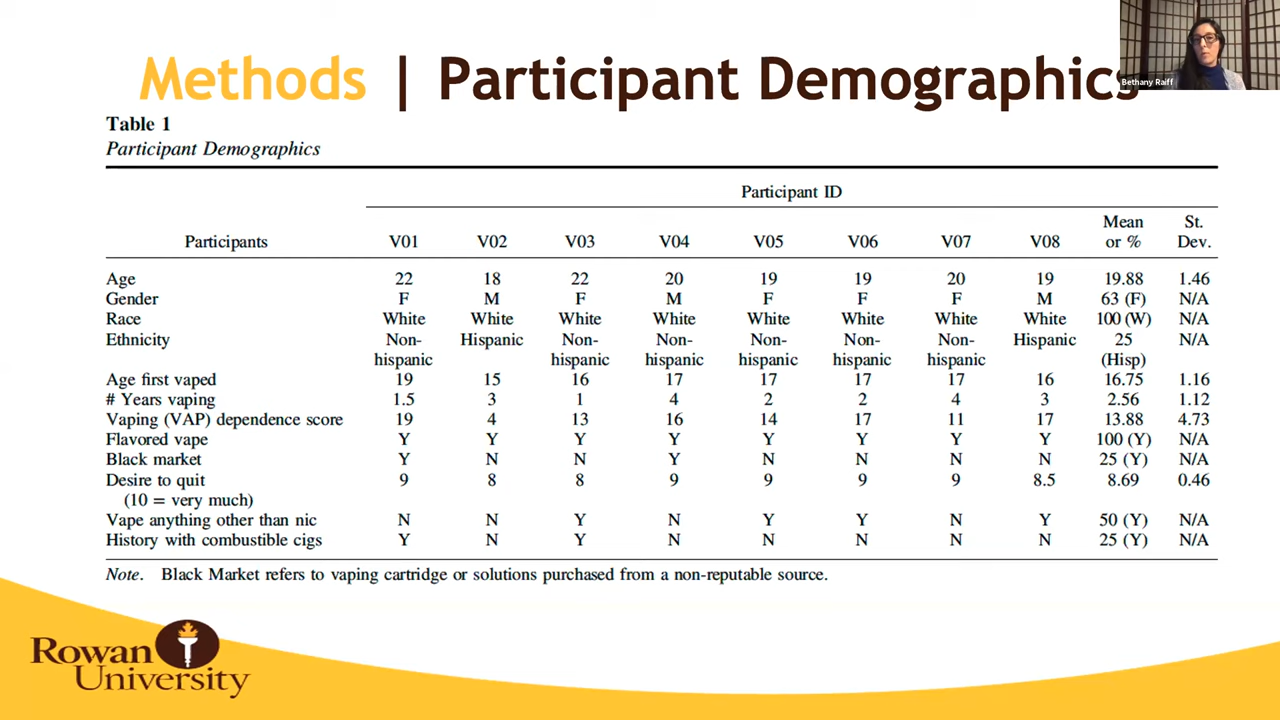 Methods | Participant Demographics
Bethany Raiff
Table 1
Participant Demographics
Participant ID
Participants V01 V02 V03 V04 V05 V06 V07 V08 Mean or % St. Dev.
Age 22 18 22 20 19 19 20 19 19.88 1.46
Gender F M F M F F F M 63 (F) N/A
Race White White White White White White White White 100 (W) N/A
Ethnicity Non-hispanic Hispanic Non-hispanic Non-hispanic Non-hispanic Non-hispanic Non-hispanic Hispanic 25 (Hisp) N/A
Age first vaped 19 15 16 17 17 17 17 16 16.75 1.16
# Years vaping 1.5 3 1 4 2 2 4 3 2.56 1.12
Vaping (VAP) dependence score 19 4 13 16 14 17 11 17 13.88 4.73
Flavored vape Y Y Y Y Y Y Y Y 100 (Y) N/A
Black market Y N N Y N N N N 25 (Y) N/A
Desire to quit 9 8 8 9 9 9 9 8.5 8.69 0.46
(10 = very much)
Vape anything other than nic N N Y N Y Y N Y 50 (Y) N/A
History with combustible cigs Y N Y N N N N N 25 (Y) N/A
Note. Black Market refers to vaping cartridge or solutions purchased from a non-reputable source.
Rowan
University